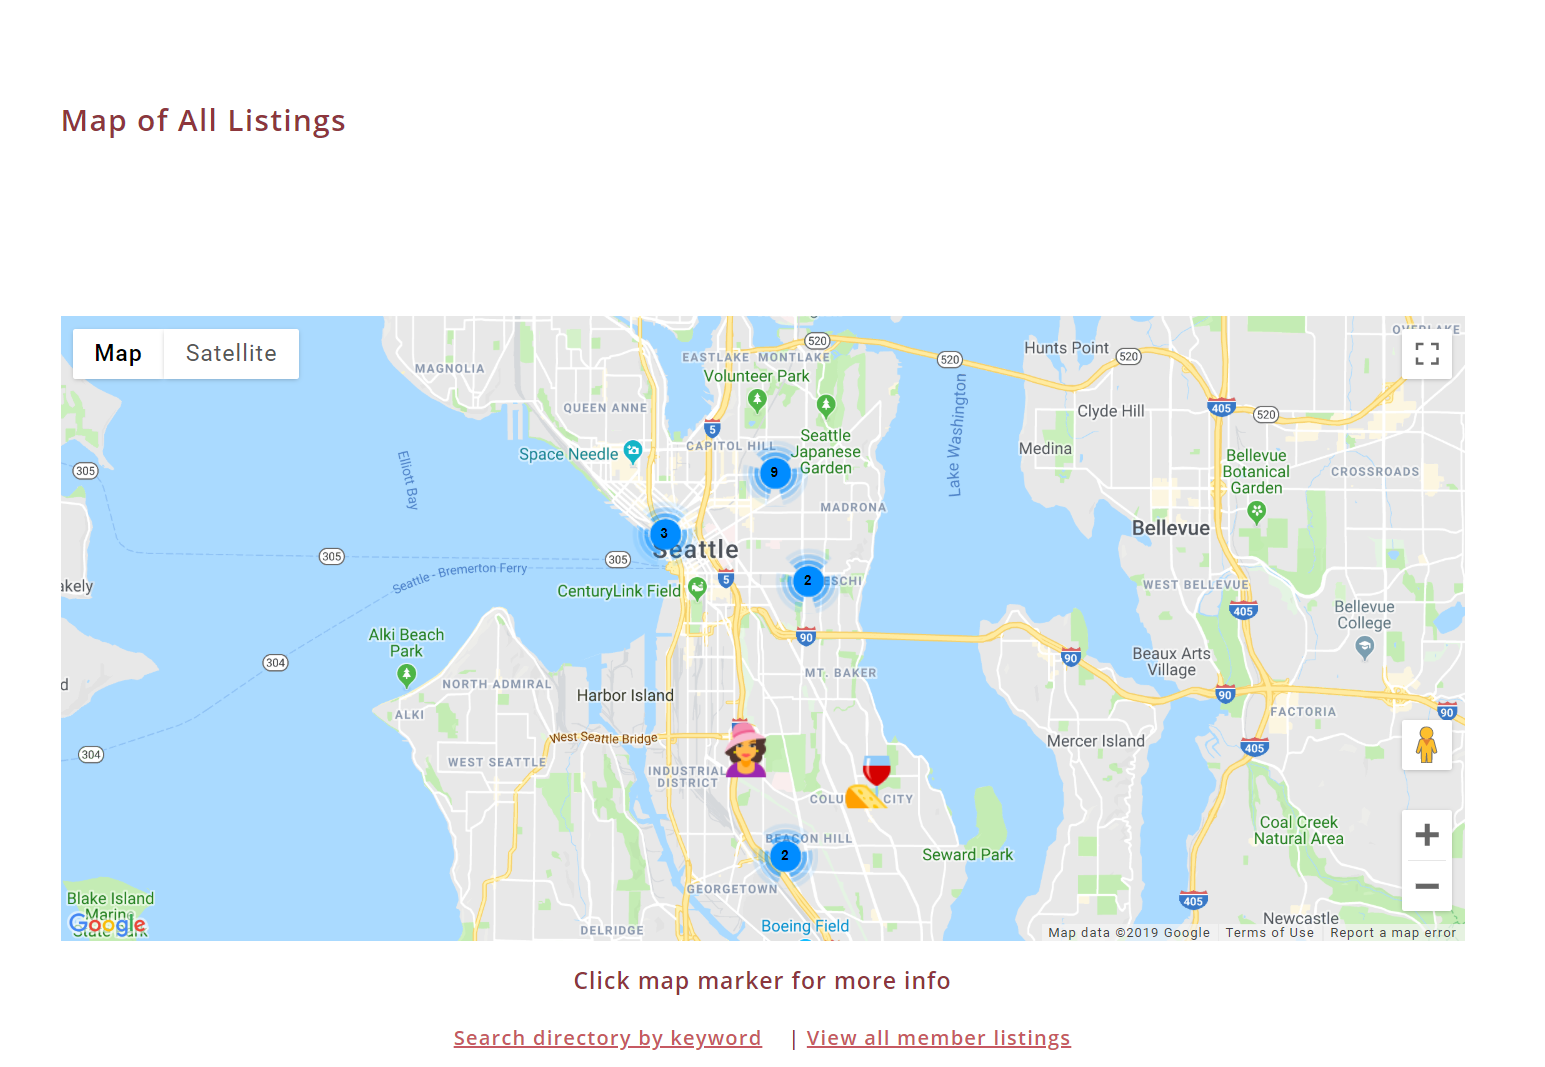 Map of All Listings
Map
Satellite
OVERLAKE
520
EASTLAKE
MONTLAKE
520
Hunts Point
520
MAGNOLIA
Volunteer Park
QUEEN ANNE
405
Clyde Hill
520
5
Seattle
Japanese
Garden
CAPITOL HILL
Space Needle
Lake Washington
Medina
Bellevue
Botanical
Garden
CROSSROADS
305
Elliott Bay
9
MADRONA
Bellevue
3
Seattle
305
305
Seattle - Bremerton Ferry
5
2
ESCHI
WEST BELLEVUE
akely
CenturyLink Field
405
Bellevue
College
Alki Beach
Park
90
90
Beaux Arts
Village
304
MT. BAKER
d
NORTH ADMIRAL
Harbor Island
90
ALKI
FACTORIA
90
West Seattle Bridge
Mercer Island
405
304
WEST SEATTLE
INDUSTRIAL
DISTRICT
COLU
CITY
Coal Creek
Natural Area
BEACON HILL
2
Seward Park
GEORGETOWN
Blake Island
Marine
State Park
Google
405
Boeing Field
Newcastle
DELRIDGE
Map data ©2019 Google
Terms of Use
Report a map error
Click map marker for more info
Search directory by keyword | View all member listings